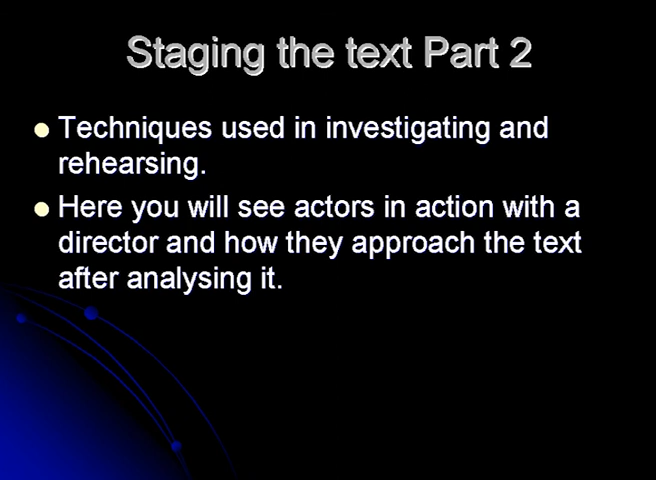 Staging the text Part 2
Techniques used in investigating and
rehearsing.
Here you will see actors in action with a
director and how they approach the text
after analysing it.